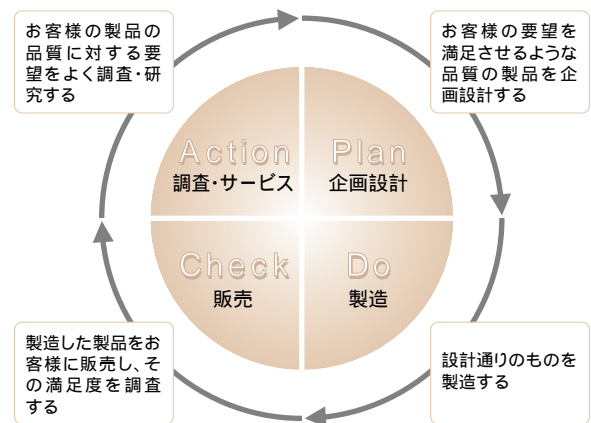 お客様の製品の
品質に対する要
望をよく調査・研
究する
お客様の要望を
満足させるような
品質の製品を企
画設計する
Action
調査・サービス
Plan
企画設計
Check
販売
Do
製造
製造した製品をお
客様に販売し、そ
の満足度を調査
する
設計通りのものを
製造する